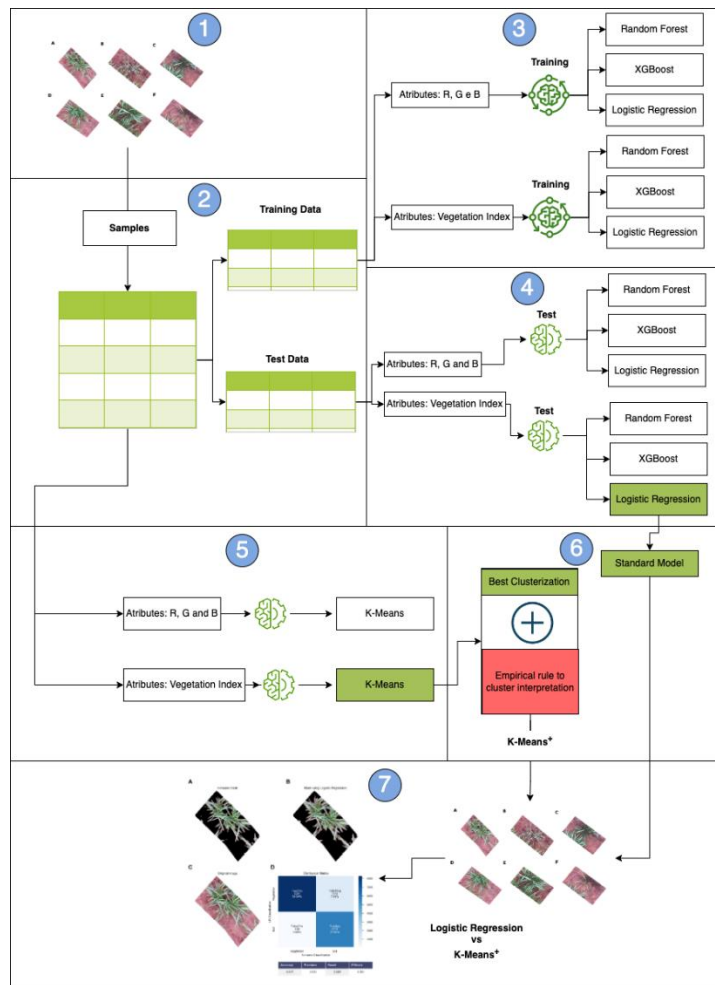 1
A
B
C
D
E
F
2
Samples
Training Data
Test Data
3
Atributes: R, G e B
Training
Random Forest
XGBoost
Logistic Regression
Atributes: Vegetation Index
Training
Random Forest
XGBoost
Logistic Regression
4
Atributes: R, G and B
Test
Random Forest
XGBoost
Logistic Regression
Atributes: Vegetation Index
Test
Random Forest
XGBoost
Logistic Regression
5
Atributes: R, G and B
K-Means
Atributes: Vegetation Index
K-Means
6
Standard Model
Best Clusterization
Empirical rule to
cluster interpretation
K-Means+
7
A
B
C
D
A
B
C
D
E
F
Logistic Regression
vs
K-Means+